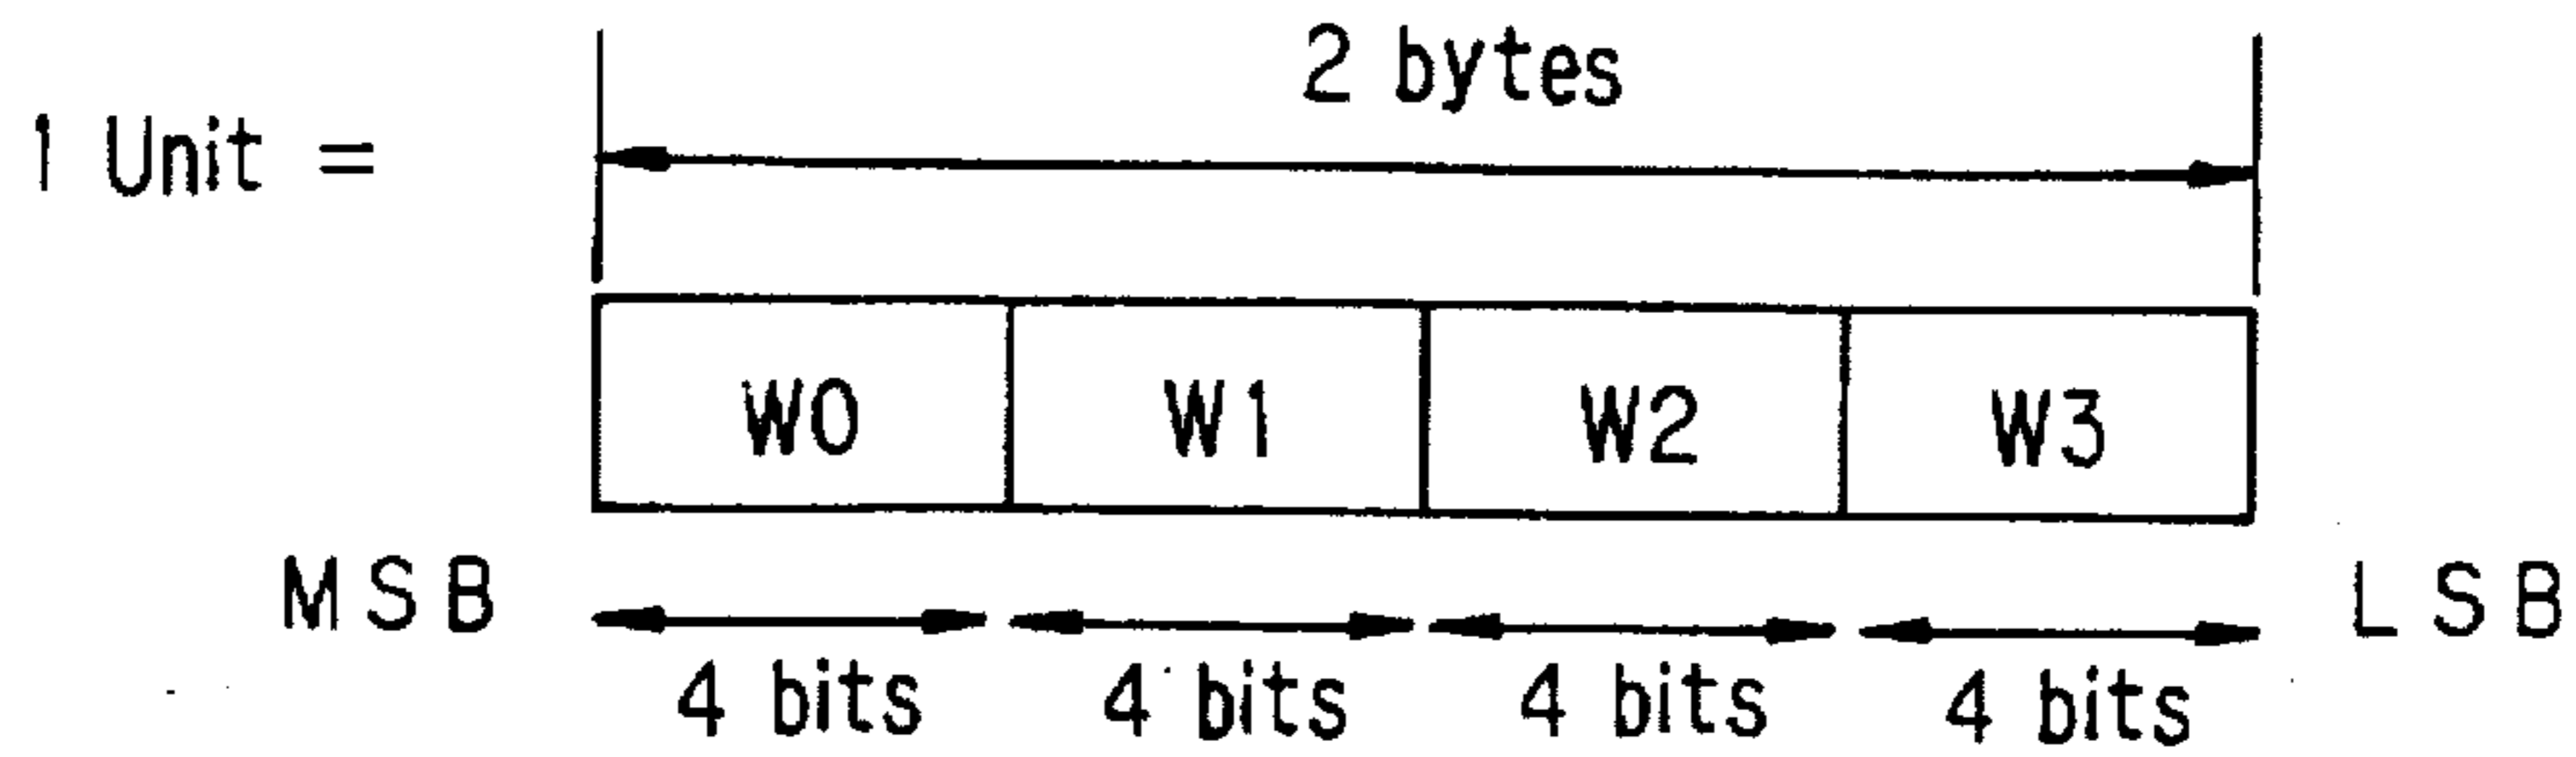 2 bytes
1 Unit =
W0 W1 W2 W3
MSB LSB
4 bits 4 bits 4 bits 4 bits